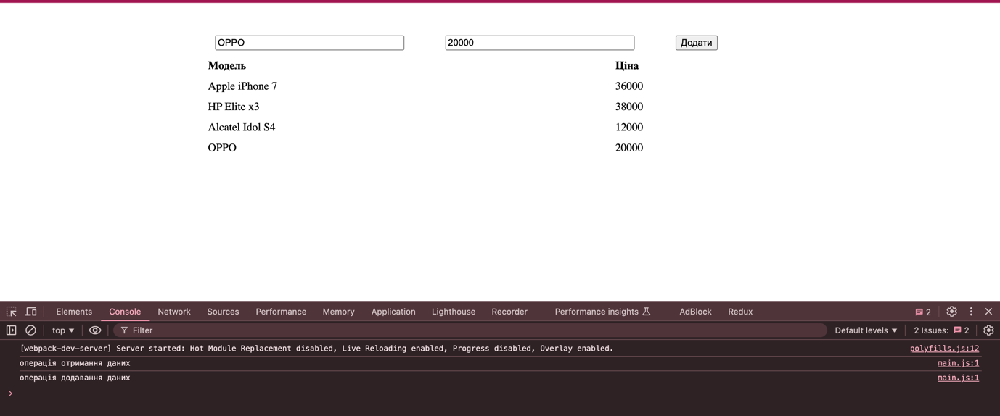 OPPO 20000 Додати
Модель Ціна
Apple iPhone 7 36000
HP Elite x3 38000
Alcatel Idol S4 12000
OPPO 20000
Elements Console Network Sources Performance Memory Application Lighthouse Recorder Performance insights AdBlock Redux 2
top Filter Default levels 2 Issues: 2
[webpack-dev-server] Server started: Hot Module Replacement disabled, Live Reloading enabled, Progress disabled, Overlay enabled. polyfills.js:12
операція отримання даних main.js:1
операція додавання даних main.js:1